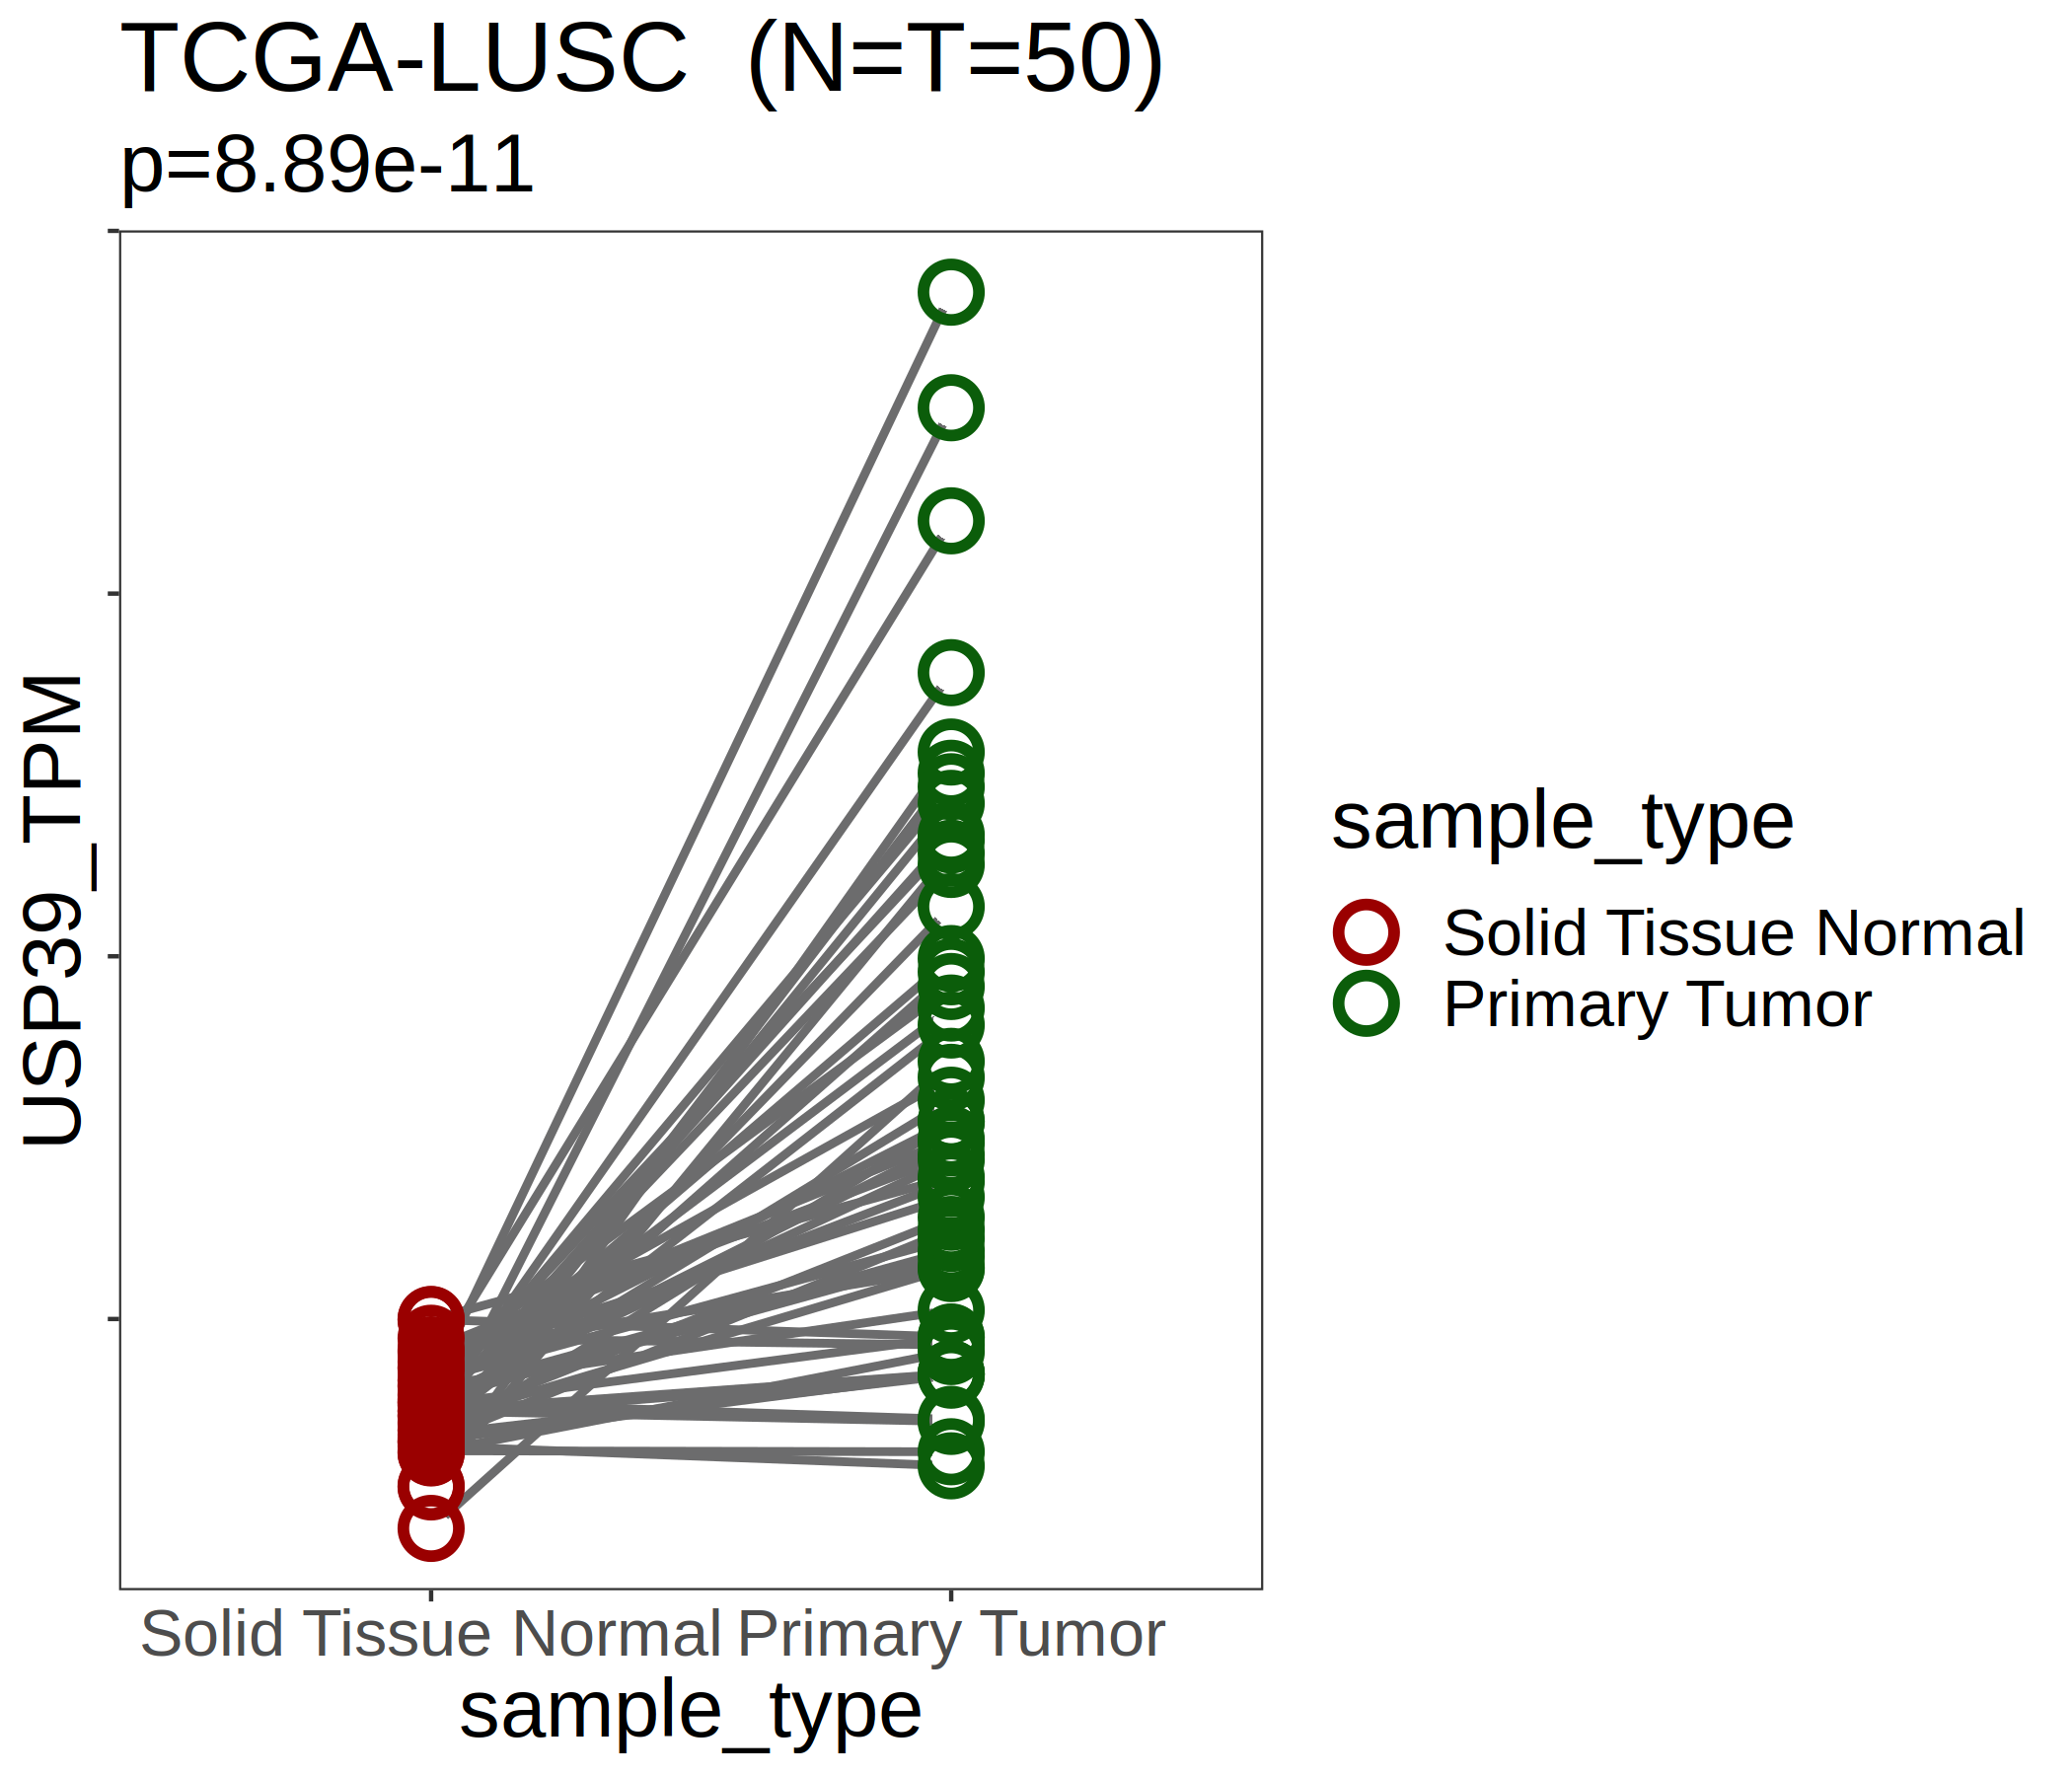 TCGA-LUSC  (N=T=50)
p=8.89e-11
USP39_TPM
Solid Tissue Normal
Primary Tumor
sample_type
sample_type
Solid Tissue Normal
Primary Tumor